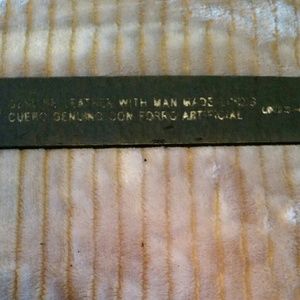 GENUINE LEATHER WITH MAN MADE LINING
CUERO GENUINO CON FORRO ARTIFICIAL